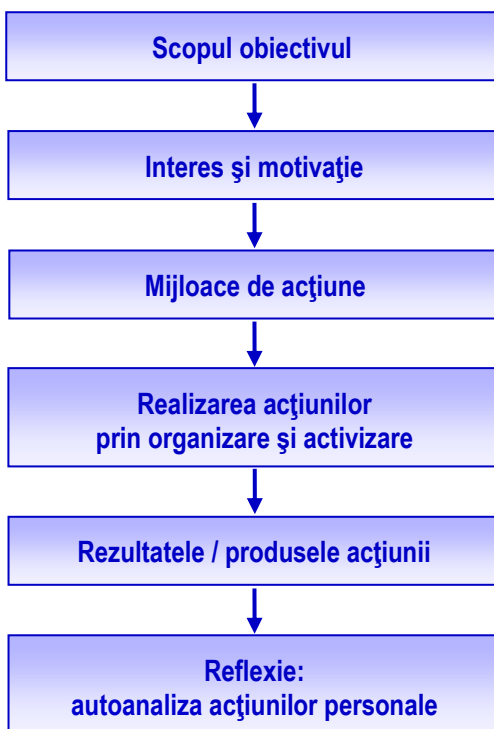 Scopul obiectivul
Interes şi motivaţie
Mijloace de acţiune
Realizarea acţiunilor
prin organizare şi activizare
Rezultatele / produsele acţiunii
Reflexie:
autoanaliza acţiunilor personale